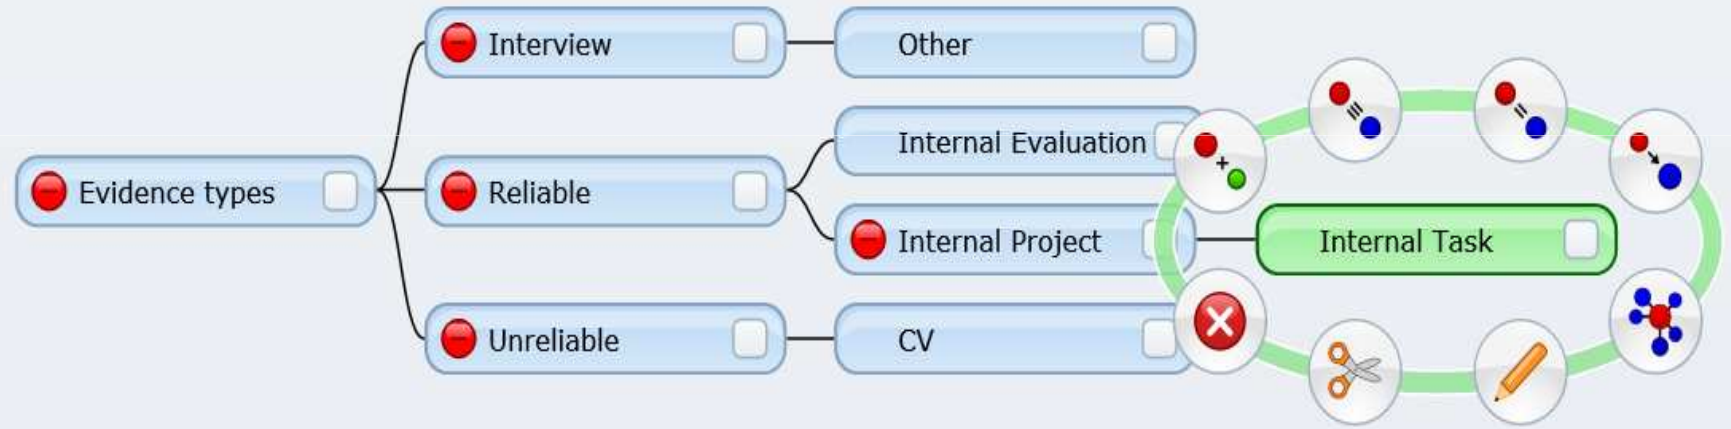 Interview
Other
Internal Evaluation
Evidence types
Reliable
Internal Project
Internal Task
Unreliable
CV